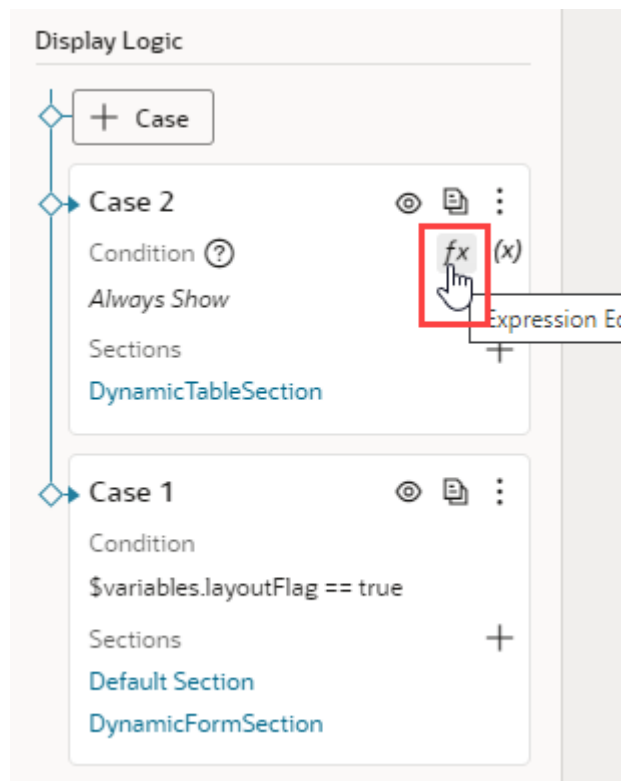 Display Logic
+ Case
Case 2
Condition ?
fx (x)
Always Show
Expression
Sections +
DynamicTableSection
Case 1
Condition
$variables.layoutFlag == true
Sections +
Default Section
DynamicFormSection